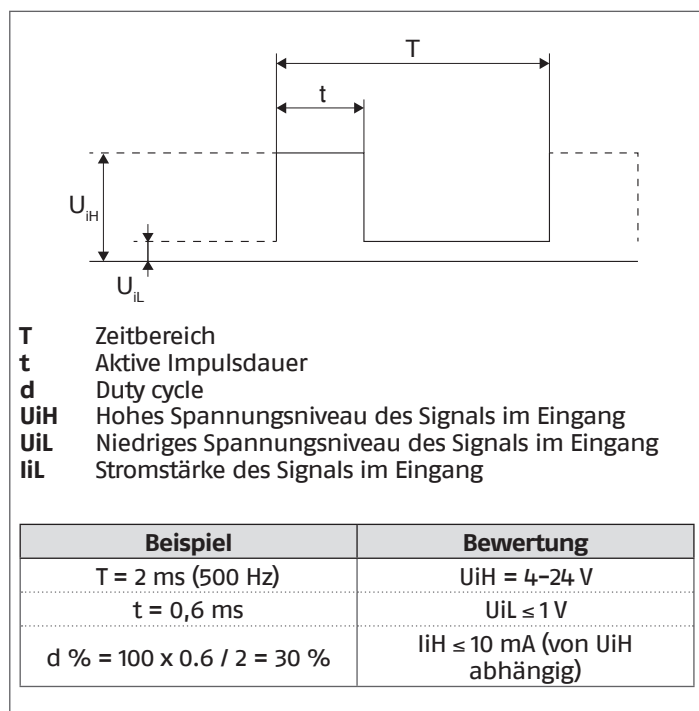 T
t
UiH
UiL
T Zeitbereich
t Aktive Impulsdauer
d Duty cycle
UiH Hohes Spannungsniveau des Signals im Eingang
UiL Niedriges Spannungsniveau des Signals im Eingang
IiL Stromstärke des Signals im Eingang
Beispiel Bewertung
T = 2 ms (500 Hz) UiH = 4–24 V
t = 0,6 ms UiL ≤ 1 V
d % = 100 x 0.6 / 2 = 30 % IiH ≤ 10 mA (von UiH
abhängig)